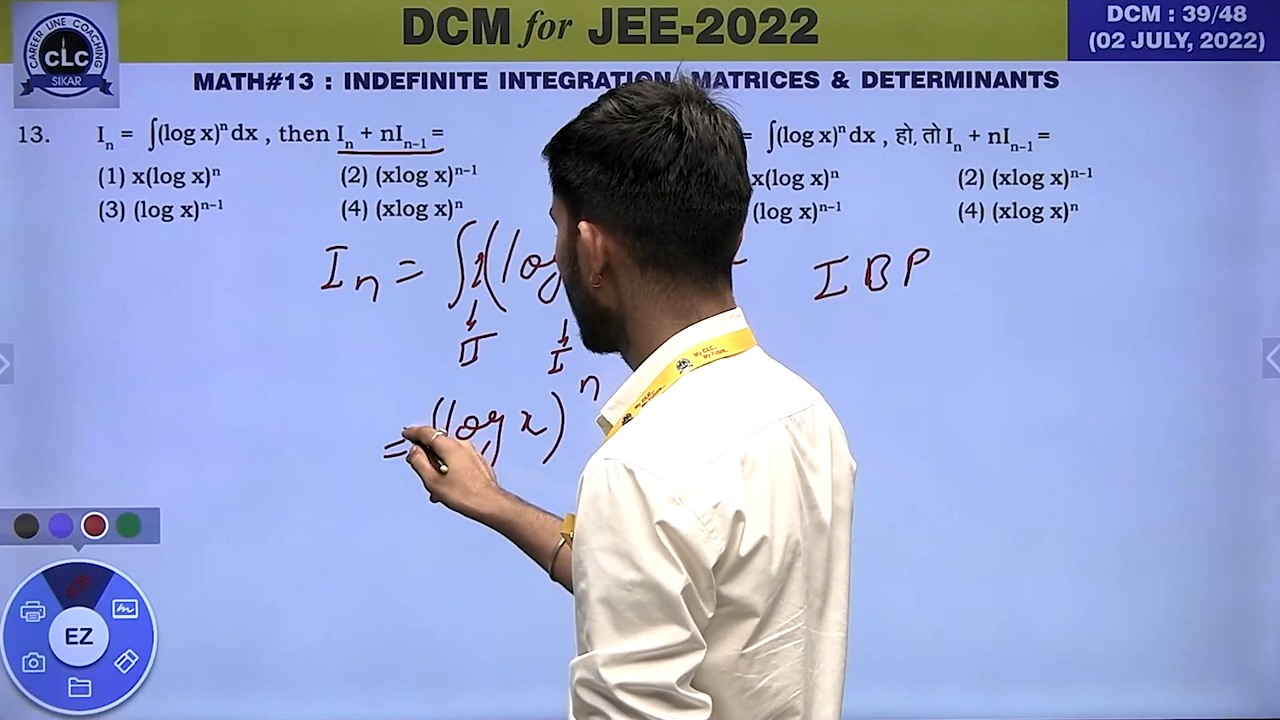 CAREER LINE COACHING
CLC
SIKAR
DCM for JEE-2022
DCM : 39/48
(02 JULY, 2022)
MATH#13 : INDEFINITE INTEGRATION, MATRICES & DETERMINANTS
13. Iₙ = ∫(log x)ⁿ dx , then Iₙ + nIₙ₋₁ =
(1) x(log x)ⁿ (2) (xlog x)ⁿ⁻¹
(3) (log x)ⁿ⁻¹ (4) (xlog x)ⁿ
= ∫(log x)ⁿ dx , हो, तो Iₙ + nIₙ₋₁ =
x(log x)ⁿ (2) (xlog x)ⁿ⁻¹
(log x)ⁿ⁻¹ (4) (xlog x)ⁿ
Iₙ = ∫ 1 (log
IBP
II I
= (log x)ⁿ
EZ